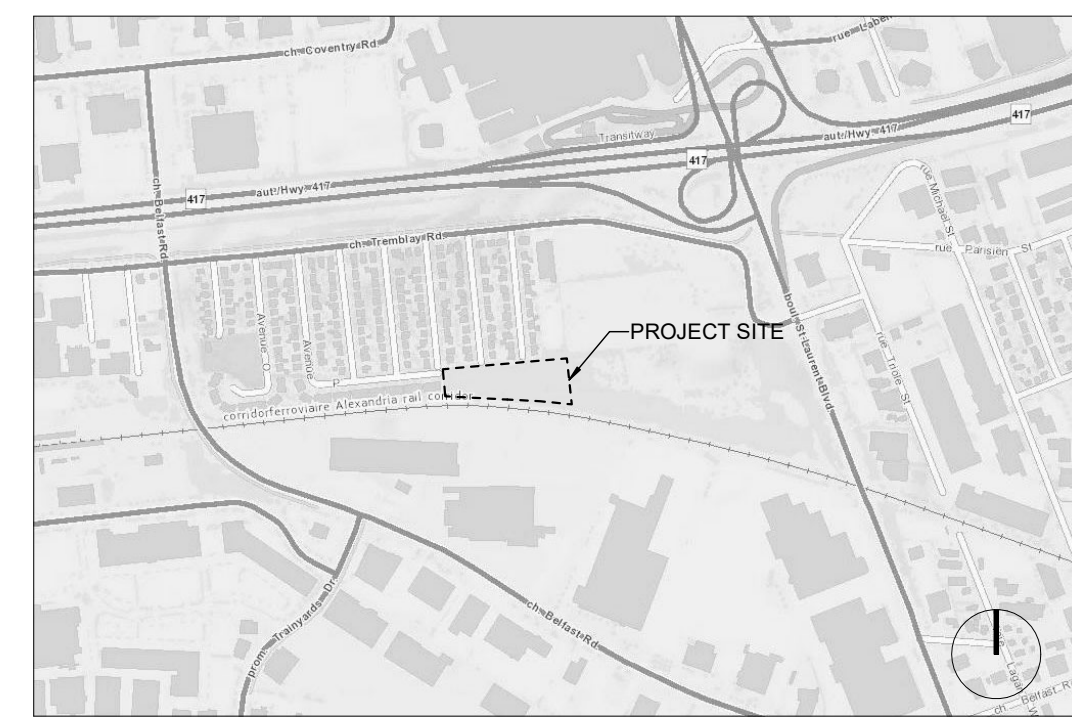 ch. Coventry Rd.
rue Labe
Transitway
aut./Hwy. 417
417
417
aut./Hwy. 417
417
ch. Belfast Rd.
rue Michael St
rue Parisien St
ch. Tremblay Rd.
boul. St-Laurent Blvd.
Avenue O
Avenue P
PROJECT SITE
rue Triole St
corridor ferroviaire Alexandria rail corridor
prom. Trainyards Dr.
ch. Belfast Rd.
ch. Belfast R